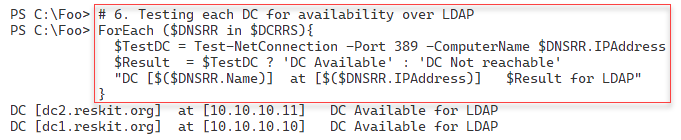 PS C:\Foo> # 6. Testing each DC for availability over LDAP
PS C:\Foo> ForEach ($DNSRR in $DCRRS){
$TestDC = Test-NetConnection -Port 389 -ComputerName $DNSRR.IPAddress
$Result  = $TestDC ? 'DC Available' : 'DC Not reachable'
"DC [$($DNSRR.Name)]  at [$($DNSRR.IPAddress)]   $Result for LDAP"
}
DC [dc2.reskit.org]  at [10.10.10.11]   DC Available for LDAP
DC [dc1.reskit.org]  at [10.10.10.10]   DC Available for LDAP